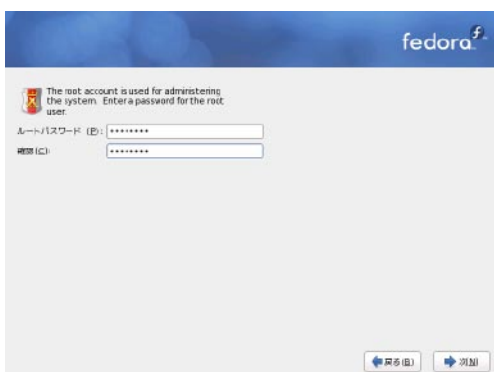 fedora
The root account is used for administering
the system. Enter a password for the root
user.
ルートパスワード (P): ••••••••
確認(C): ••••••••
戻る(B)
次(N)